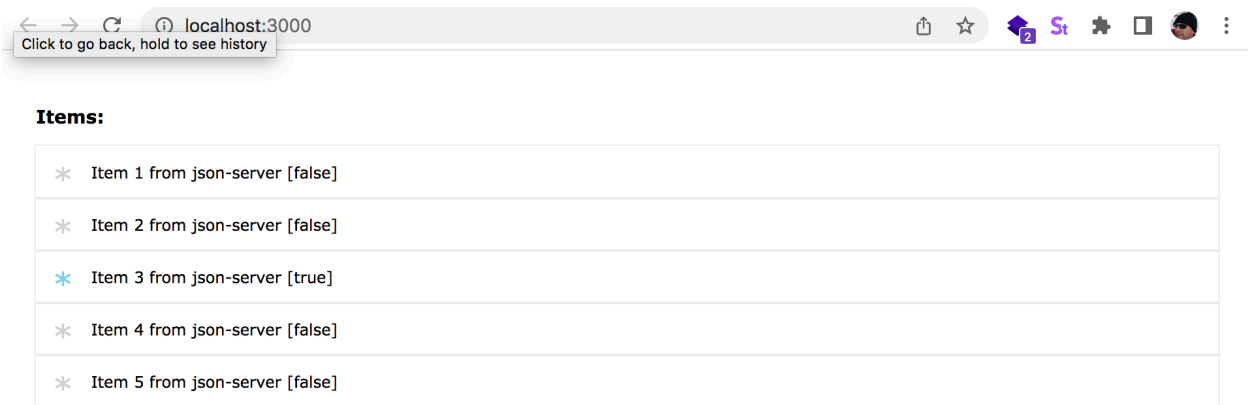 localhost:3000
Click to go back, hold to see history
2
St
Items:
* Item 1 from json-server [false]
* Item 2 from json-server [false]
* Item 3 from json-server [true]
* Item 4 from json-server [false]
* Item 5 from json-server [false]